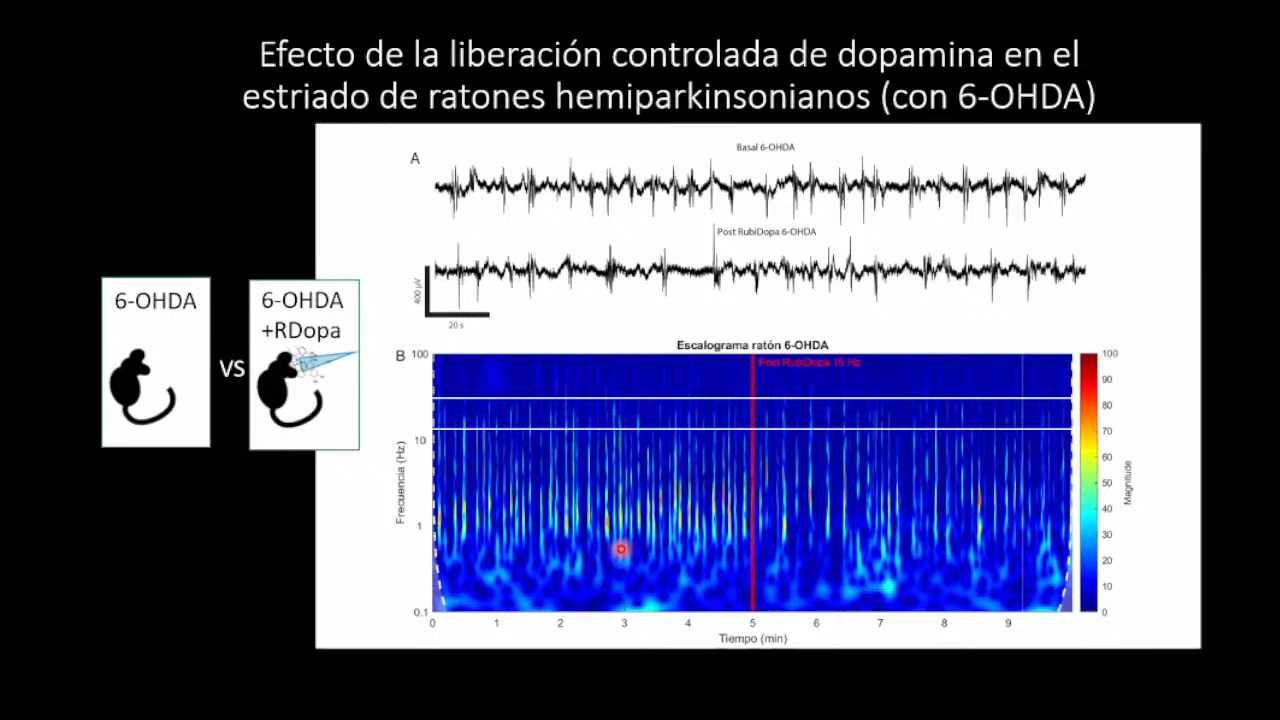 Efecto de la liberación controlada de dopamina en el
estriado de ratones hemiparkinsonianos (con 6-OHDA)
6-OHDA
vs
6-OHDA
+RDopa
A
Basal 6-OHDA
Post RubiDopa 6-OHDA
400 µV
20 s
B
Escalograma ratón 6-OHDA
Post RubiDopa 15 Hz
Frecuencia (Hz)
100
10
1
0.1
0 1 2 3 4 5 6 7 8 9
Tiempo (min)
100
90
80
70
60
50
40
30
20
10
0
Magnitude